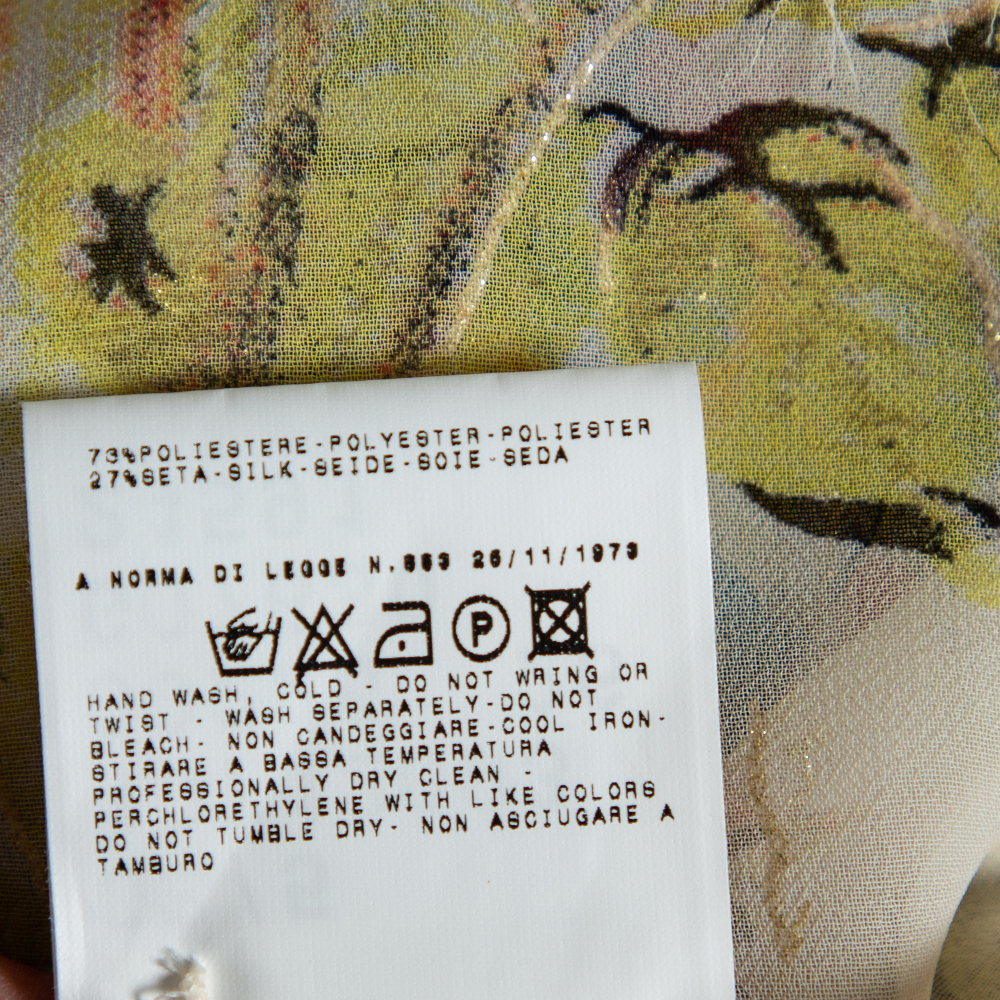 73%POLIESTERE-POLYESTER-POLIESTER
27%SETA-SILK-SEIDE-SOIE-SEDA
A NORMA DI LEGGE N.883 26/11/1973
P
HAND WASH, COLD - DO NOT WRING OR
TWIST - WASH SEPARATELY-DO NOT
BLEACH- NON CANDEGGIARE-COOL IRON-
STIRARE A BASSA TEMPERATURA
PROFESSIONALLY DRY CLEAN -
PERCHLORETHYLENE WITH LIKE COLORS
DO NOT TUMBLE DRY- NON ASCIUGARE A
TAMBURO